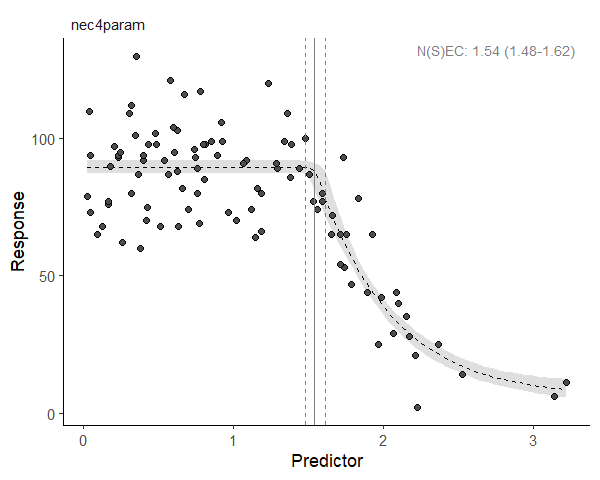 nec4param
N(S)EC: 1.54 (1.48-1.62)
100
50
0
Response
0 1 2 3
Predictor